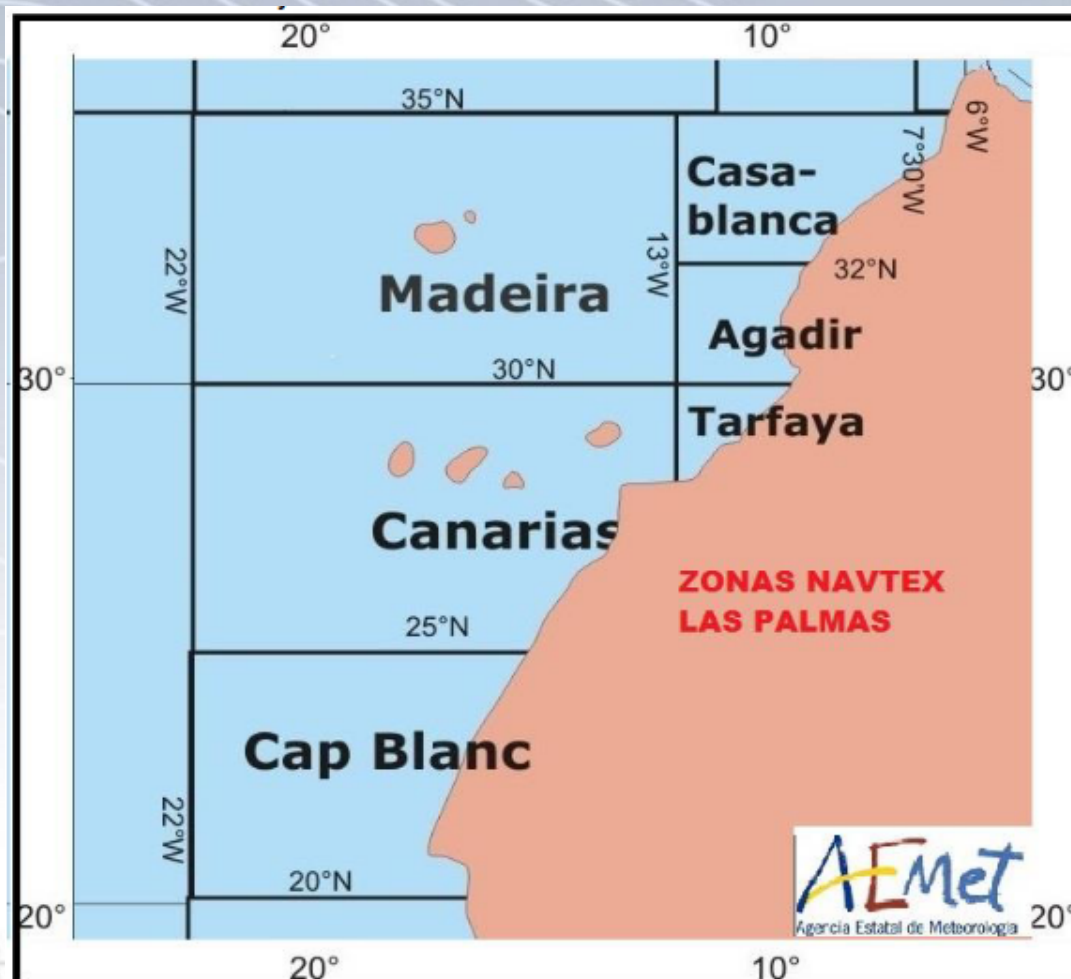 20° 10°
35°N
6°W
7°30'W
Casa-
blanca
22°W
13°W
32°N
Madeira
Agadir
30°N
30° 30°
Tarfaya
Canarias
ZONAS NAVTEX
LAS PALMAS
25°N
Cap Blanc
22°W
20°N
AEMet
Agencia Estatal de Meteorología
20° 20°
20° 10°